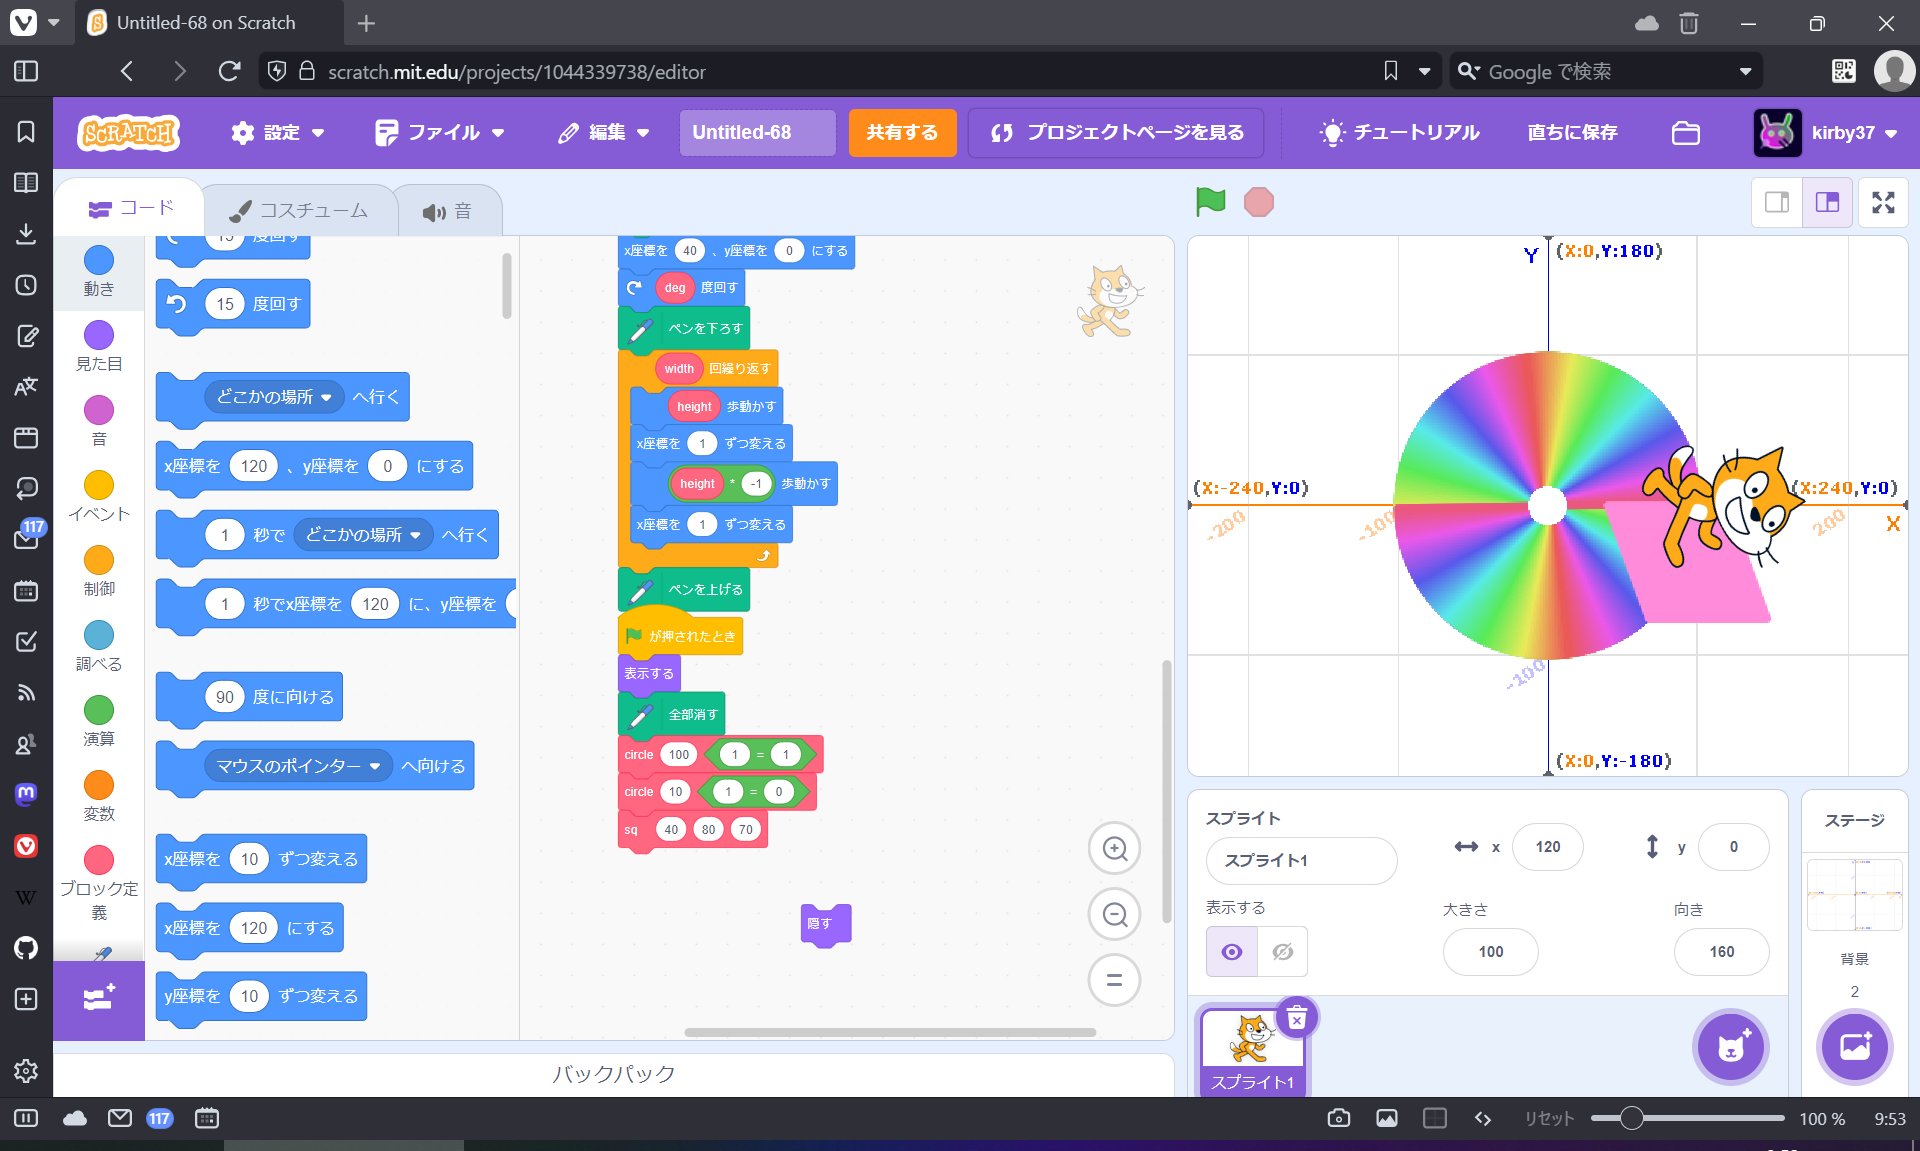 Untitled-68 on Scratch
scratch.mit.edu/projects/1044339738/editor
Google で検索
SCRATCH
設定
ファイル
編集
Untitled-68
共有する
プロジェクトページを見る
チュートリアル
直ちに保存
kirby37
コード
コスチューム
音
動き
見た目
音
イベント
制御
調べる
演算
変数
ブロック定義
117
15 度回す
15 度回す
どこかの場所 へ行く
x座標を 120 、y座標を 0 にする
1 秒で どこかの場所 へ行く
1 秒でx座標を 120 に、y座標を
90 度に向ける
マウスのポインター へ向ける
x座標を 10 ずつ変える
x座標を 120 にする
y座標を 10 ずつ変える
x座標を 40 、y座標を 0 にする
deg 度回す
ペンを下ろす
width 回繰り返す
height 歩動かす
x座標を 1 ずつ変える
height * -1 歩動かす
x座標を 1 ずつ変える
ペンを上げる
が押されたとき
表示する
全部消す
circle 100 1 = 1
circle 10 1 = 0
sq 40 80 70
隠す
バックパック
Y
(X:0,Y:180)
(X:-240,Y:0)
(X:240,Y:0)
-200
-100
200
X
-100
(X:0,Y:-180)
スプライト
スプライト1
x 120
y 0
表示する
大きさ
100
向き
160
スプライト1
ステージ
背景
2
117
リセット
100 %
9:53